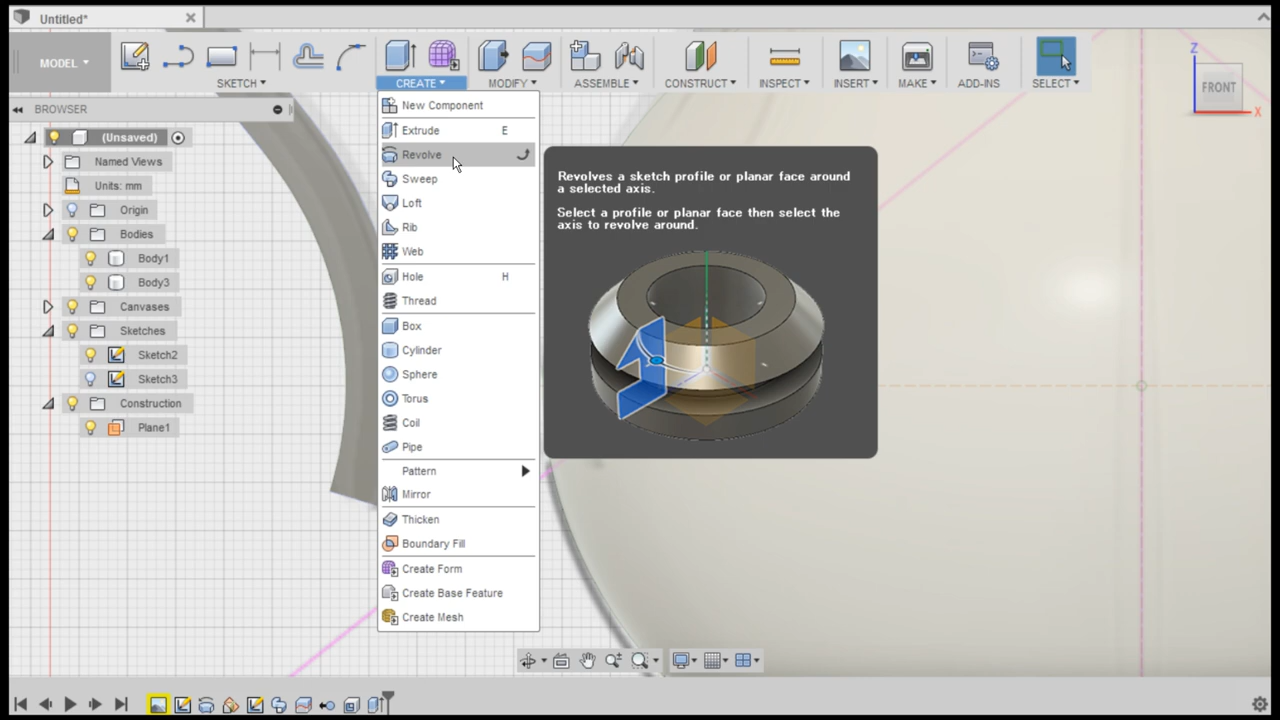 Untitled*
MODEL
SKETCH
CREATE
MODIFY
ASSEMBLE
CONSTRUCT
INSPECT
INSERT
MAKE
ADD-INS
SELECT
BROWSER
(Unsaved)
Named Views
Units: mm
Origin
Bodies
Body1
Body3
Canvases
Sketches
Sketch2
Sketch3
Construction
Plane1
New Component
Extrude E
Revolve
Sweep
Loft
Rib
Web
Hole H
Thread
Box
Cylinder
Sphere
Torus
Coil
Pipe
Pattern
Mirror
Thicken
Boundary Fill
Create Form
Create Base Feature
Create Mesh
Revolves a sketch profile or planar face around
a selected axis.
Select a profile or planar face then select the
axis to revolve around.
Z
FRONT
X